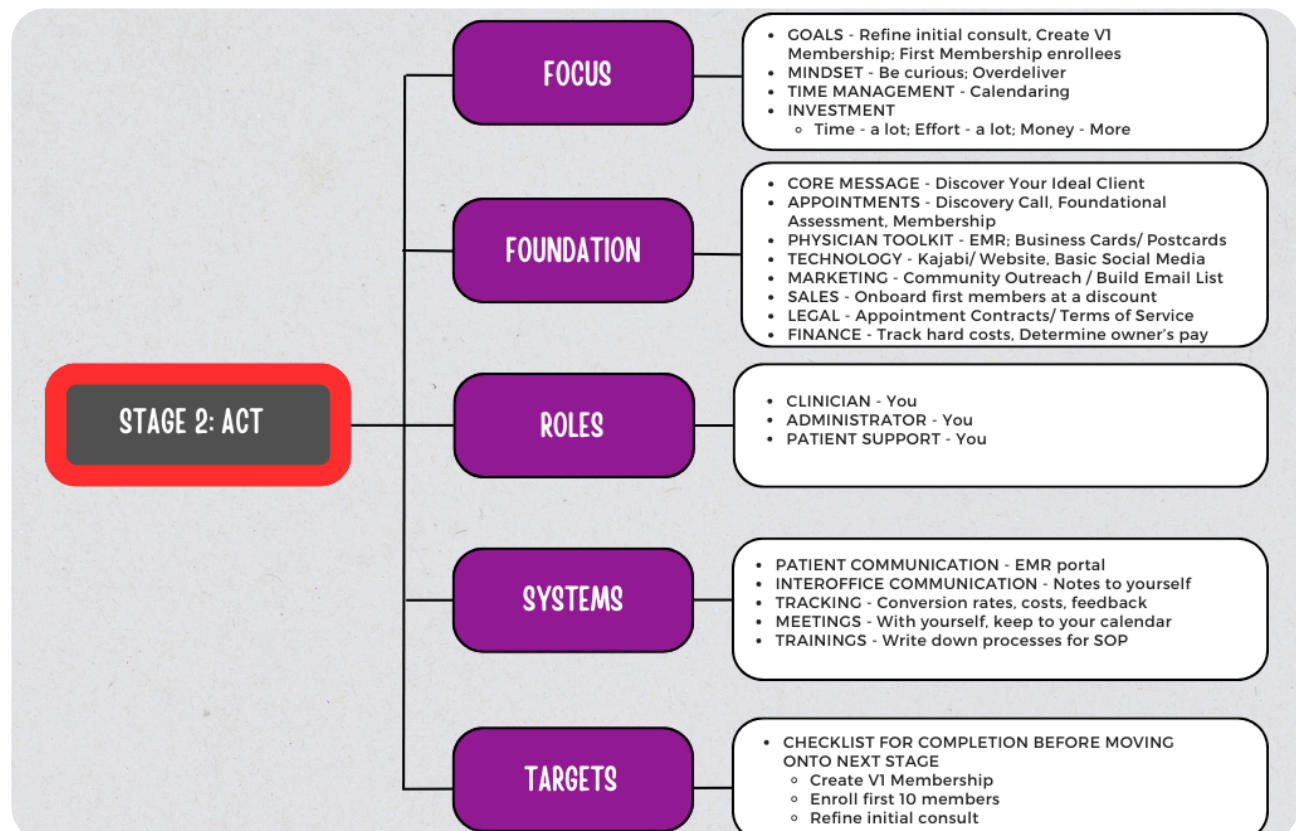 FOCUS
• GOALS - Refine initial consult, Create V1
Membership; First Membership enrollees
• MINDSET - Be curious; Overdeliver
• TIME MANAGEMENT - Calendaring
• INVESTMENT
◦ Time - a lot; Effort - a lot; Money - More
FOUNDATION
• CORE MESSAGE - Discover Your Ideal Client
• APPOINTMENTS - Discovery Call, Foundational
Assessment, Membership
• PHYSICIAN TOOLKIT - EMR; Business Cards/ Postcards
• TECHNOLOGY - Kajabi/ Website, Basic Social Media
• MARKETING - Community Outreach / Build Email List
• SALES - Onboard first members at a discount
• LEGAL - Appointment Contracts/ Terms of Service
• FINANCE - Track hard costs, Determine owner's pay
STAGE 2: ACT
ROLES
• CLINICIAN - You
• ADMINISTRATOR - You
• PATIENT SUPPORT - You
SYSTEMS
• PATIENT COMMUNICATION - EMR portal
• INTEROFFICE COMMUNICATION - Notes to yourself
• TRACKING - Conversion rates, costs, feedback
• MEETINGS - With yourself, keep to your calendar
• TRAININGS - Write down processes for SOP
TARGETS
• CHECKLIST FOR COMPLETION BEFORE MOVING
ONTO NEXT STAGE
◦ Create V1 Membership
◦ Enroll first 10 members
◦ Refine initial consult